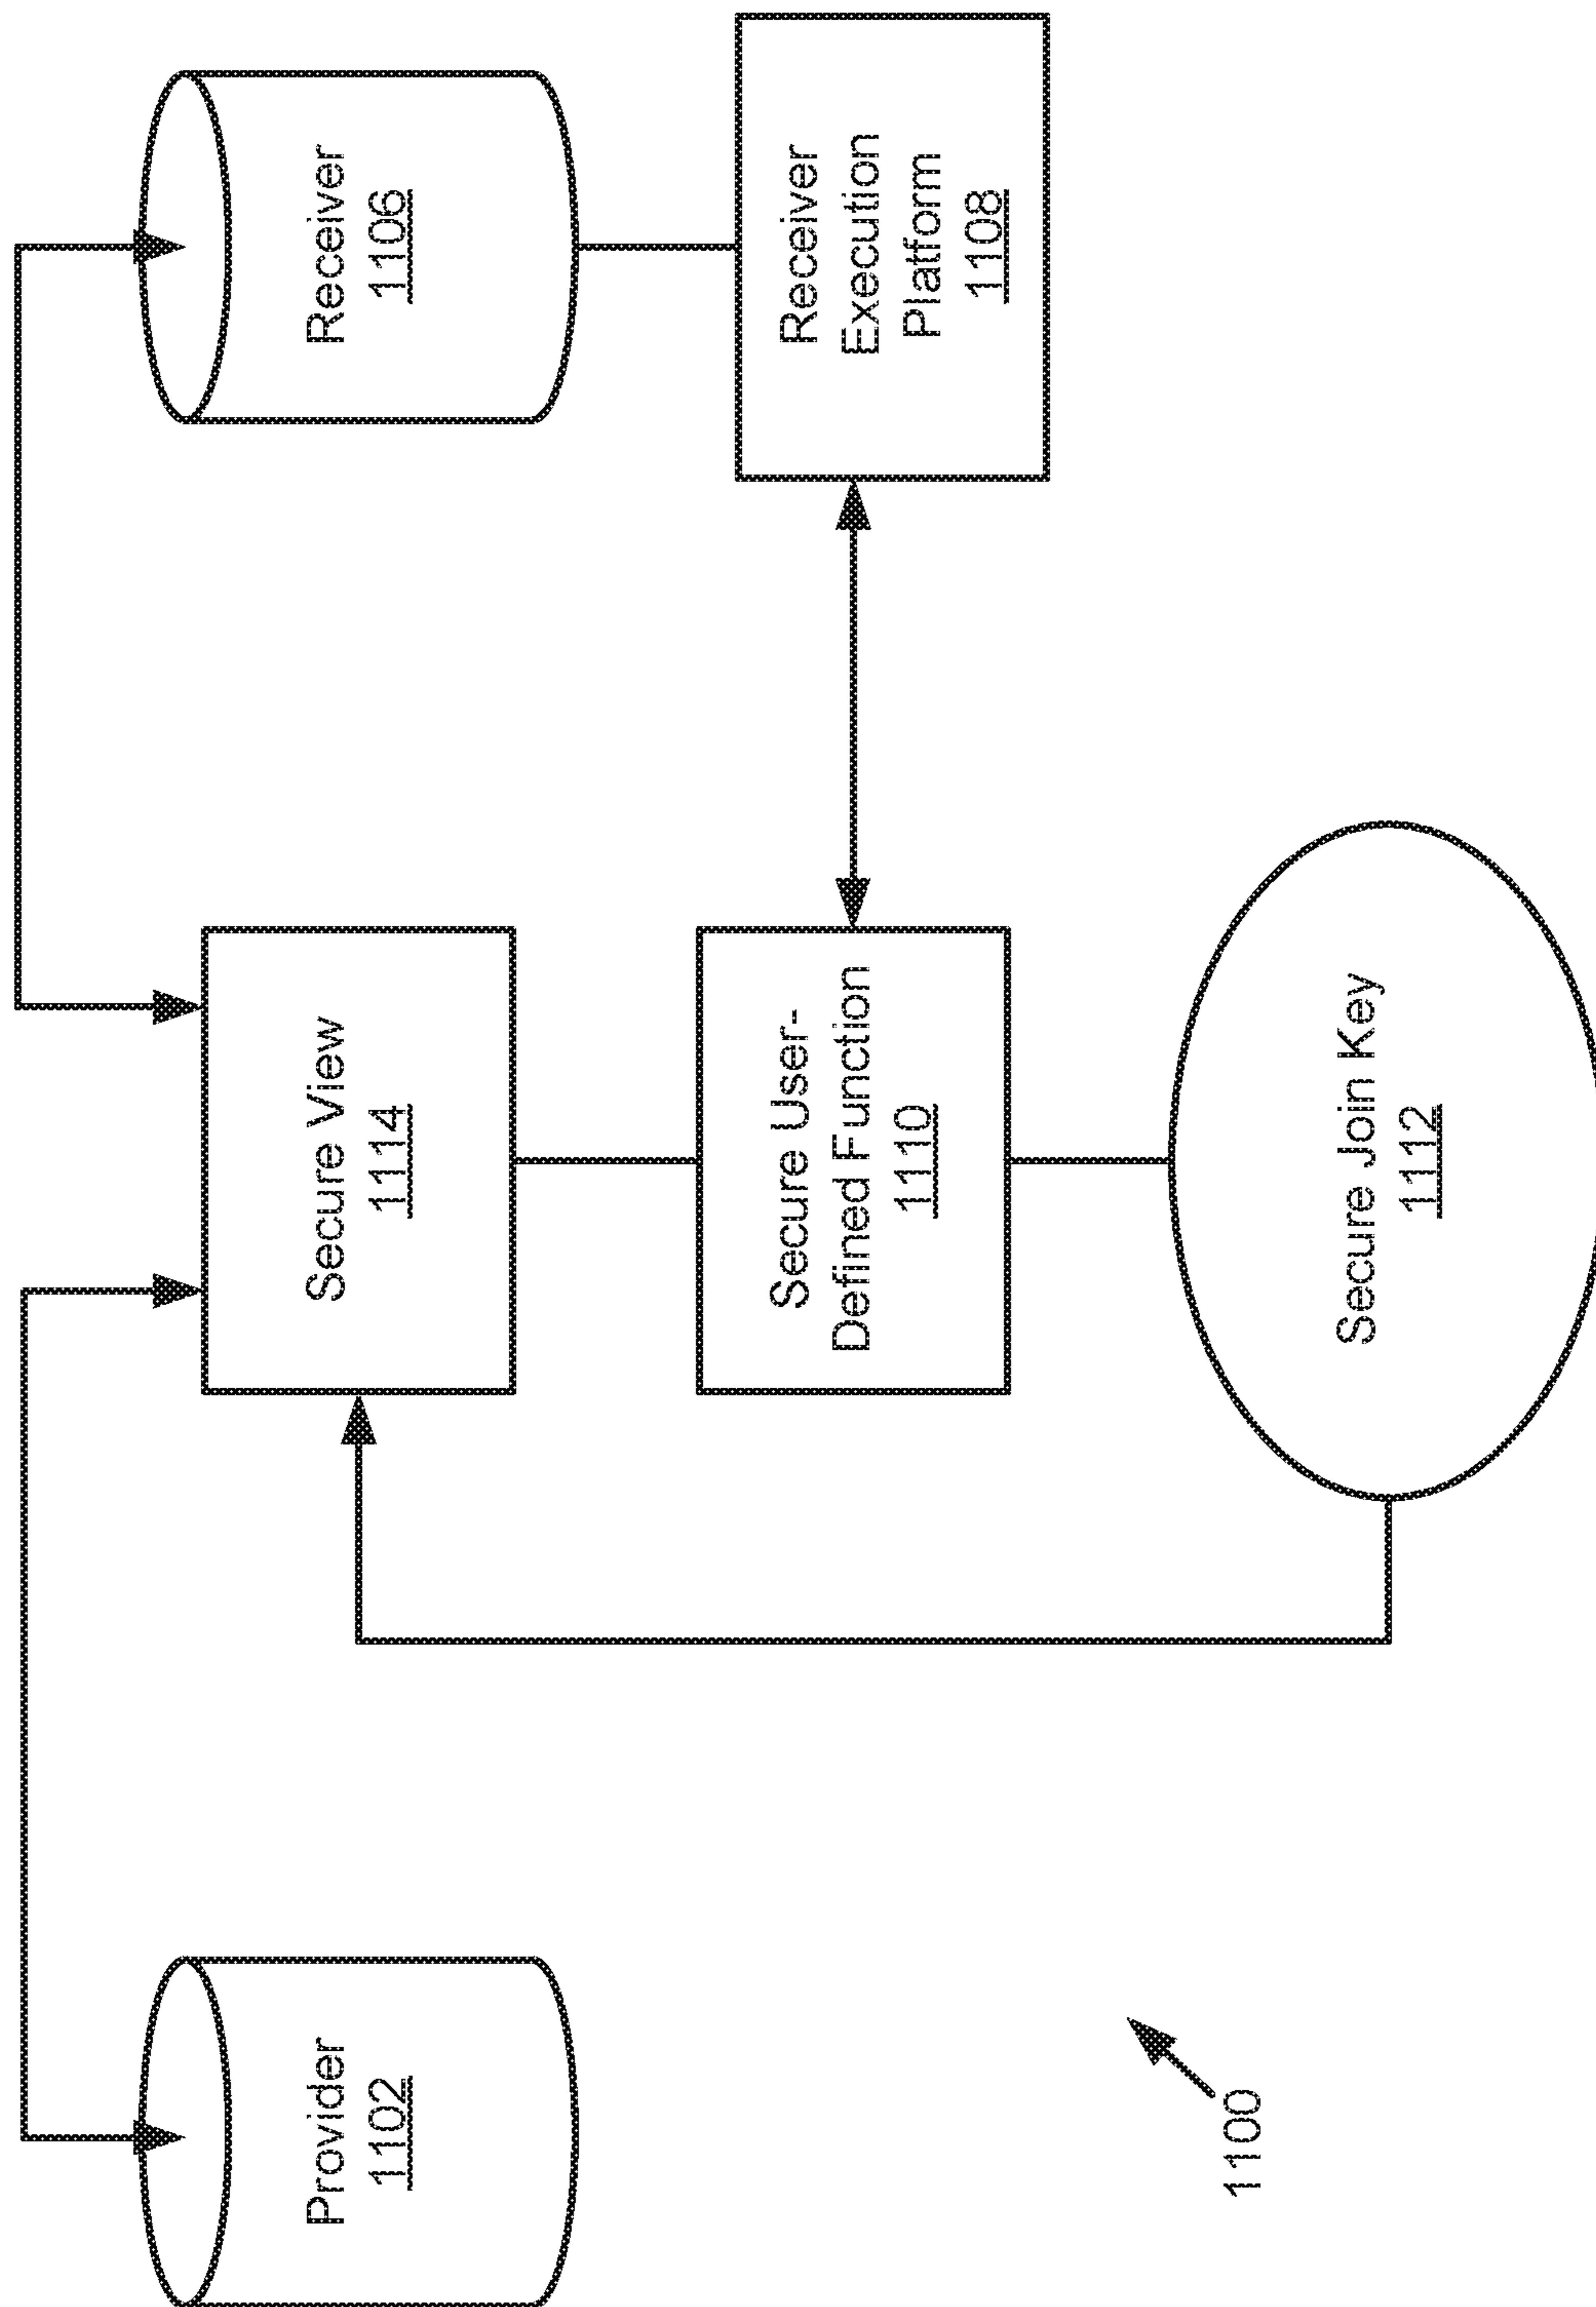 Provider
1102
Secure View
1114
Receiver
1106
Secure User-
Defined Function
1110
Receiver
Execution
Platform
1108
Secure Join Key
1112
1100